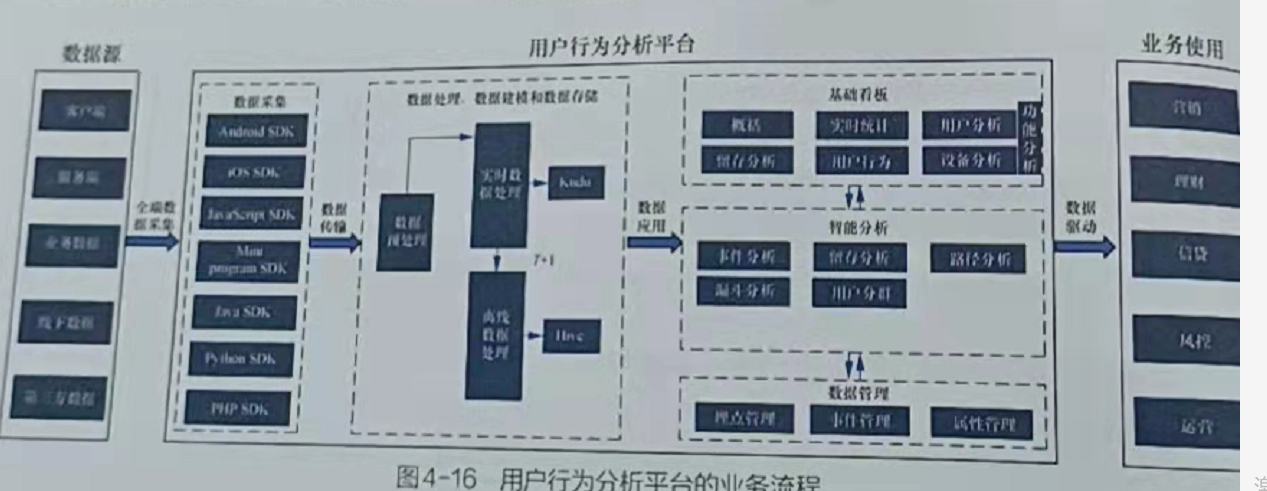 数据源
客户端
服务端
业务数据
线下数据
第三方数据
全端数
据采集
用户行为分析平台
数据采集
Android SDK
iOS SDK
JavaScript SDK
Mini
program SDK
Java SDK
Python SDK
PHP SDK
数据
传输
数据处理、数据建模和数据存储
数据
预处理
实时数
据处理
Kudu
T+1
离线
数据
处理
Hive
数据
应用
基础看板
概括
实时统计
用户分析
留存分析
用户行为
设备分析
功能分析
智能分析
事件分析
留存分析
路径分析
漏斗分析
用户分群
数据管理
埋点管理
事件管理
属性管理
数据
驱动
业务使用
营销
理财
信贷
风控
运营
图4-16 用户行为分析平台的业务流程